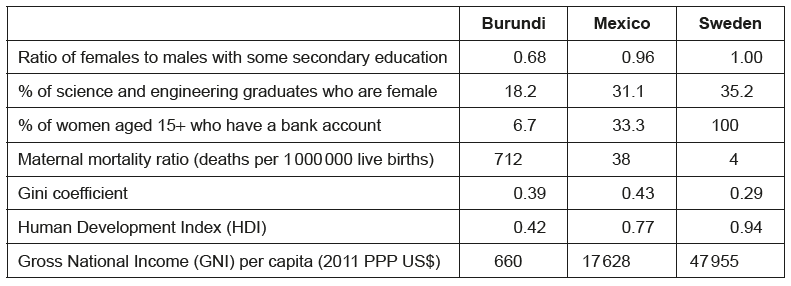 Burundi Mexico Sweden
Ratio of females to males with some secondary education 0.68 0.96 1.00
% of science and engineering graduates who are female 18.2 31.1 35.2
% of women aged 15+ who have a bank account 6.7 33.3 100
Maternal mortality ratio (deaths per 1 000 000 live births) 712 38 4
Gini coefficient 0.39 0.43 0.29
Human Development Index (HDI) 0.42 0.77 0.94
Gross National Income (GNI) per capita (2011 PPP US$) 660 17 628 47 955